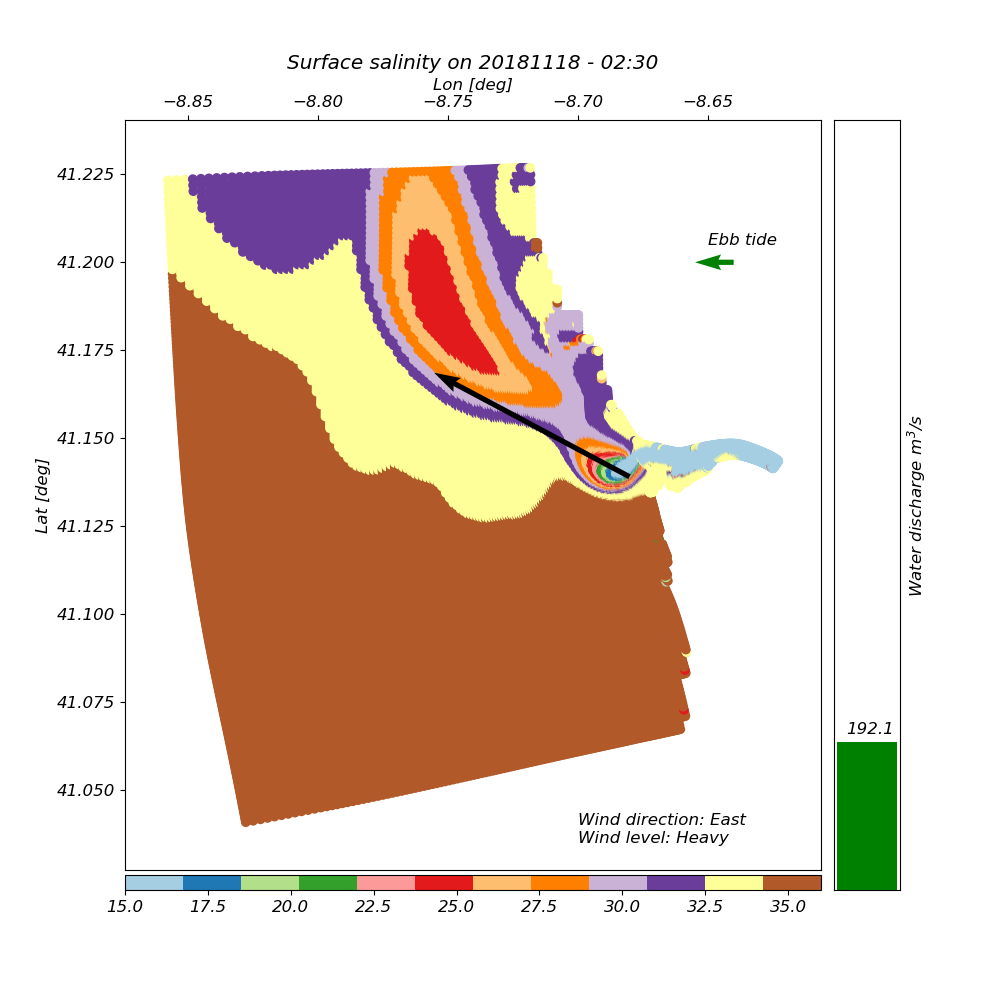 Surface salinity on 20181118 - 02:30
Lon [deg]
−8.85 −8.80 −8.75 −8.70 −8.65
41.225
41.200
41.175
41.150
41.125
41.100
41.075
41.050
Lat [deg]
Ebb tide
Wind direction: East
Wind level: Heavy
192.1
Water discharge m³/s
15.0 17.5 20.0 22.5 25.0 27.5 30.0 32.5 35.0